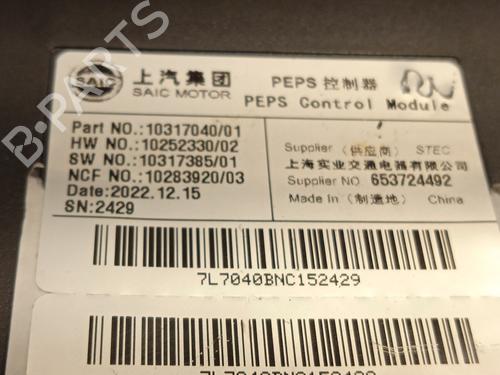 SAIC 上汽集团 PEPS 控制器
SAIC MOTOR PEPS Control Module
Part NO.:10317040/01
HW NO.:10252330/02
SW NO.:10317385/01
NCF NO.:10283920/03
Date:2022.12.15
SN:2429
Supplier (供应商) STEC
上海实业交通电器有限公司
Supplier NO 653724492
Made in (制造地) China
7L7040BNC152429
B-PARTS